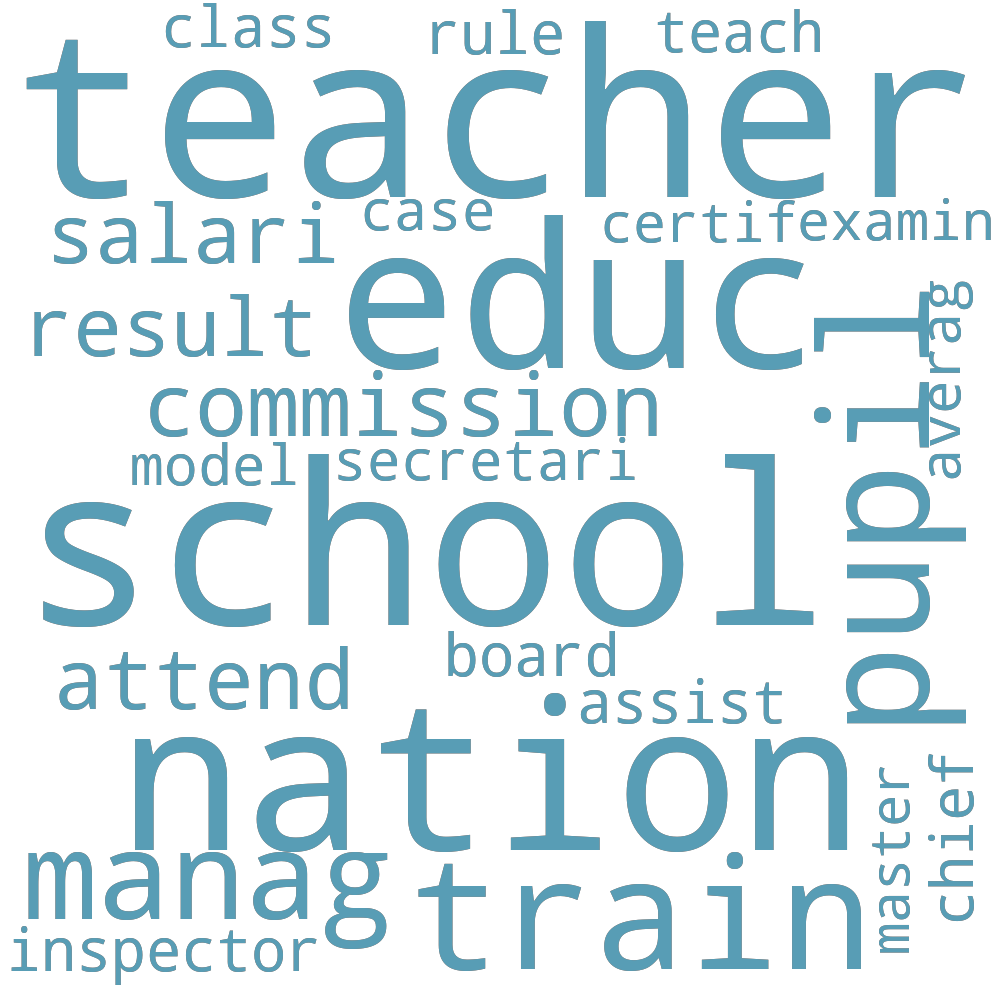 class
rule
teach
teacher
salari
case
certif
examin
educ
result
pupil
averag
commission
model
secretari
school
board
attend
assist
nation
master
chief
manag
train
inspector